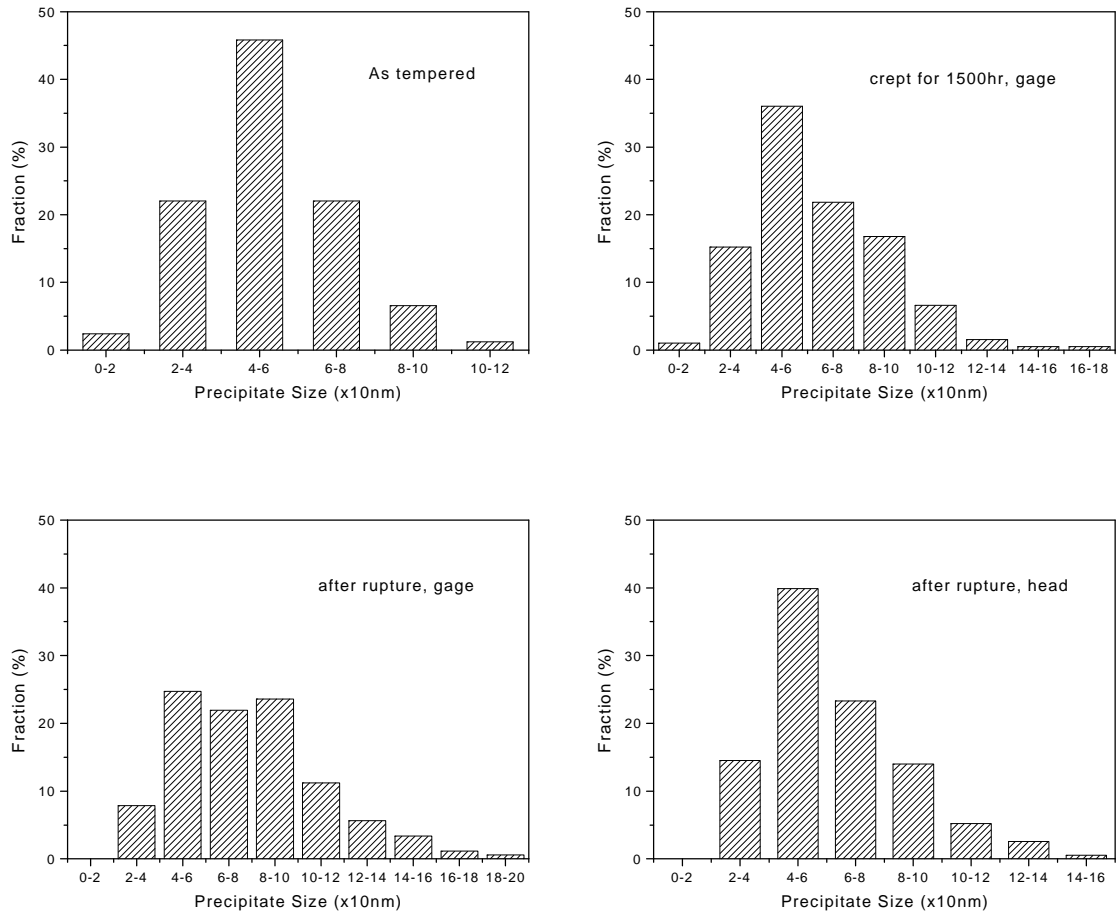 50
As tempered
40
30
Fraction (%)
20
10
0
0-2 2-4 4-6 6-8 8-10 10-12
Precipitate Size (x10nm)
50
crept for 1500hr, gage
40
30
Fraction (%)
20
10
0
0-2 2-4 4-6 6-8 8-10 10-12 12-14 14-16 16-18
Precipitate Size (x10nm)
50
after rupture, gage
40
30
Fraction (%)
20
10
0
0-2 2-4 4-6 6-8 8-10 10-12 12-14 14-16 16-18 18-20
Precipitate Size (x10nm)
50
after rupture, head
40
30
Fraction (%)
20
10
0
0-2 2-4 4-6 6-8 8-10 10-12 12-14 14-16
Precipitate Size (x10nm)